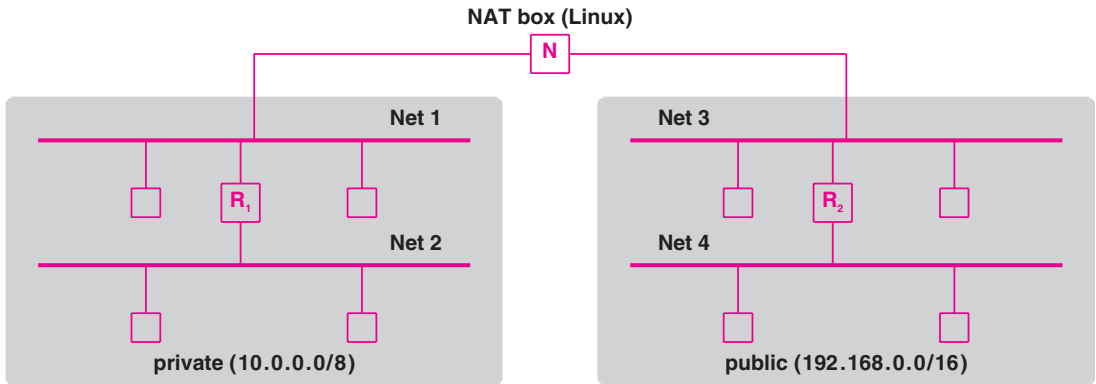 NAT box (Linux)
N
Net 1
Net 3
R₁
R₂
Net 2
Net 4
private (10.0.0.0/8)
public (192.168.0.0/16)